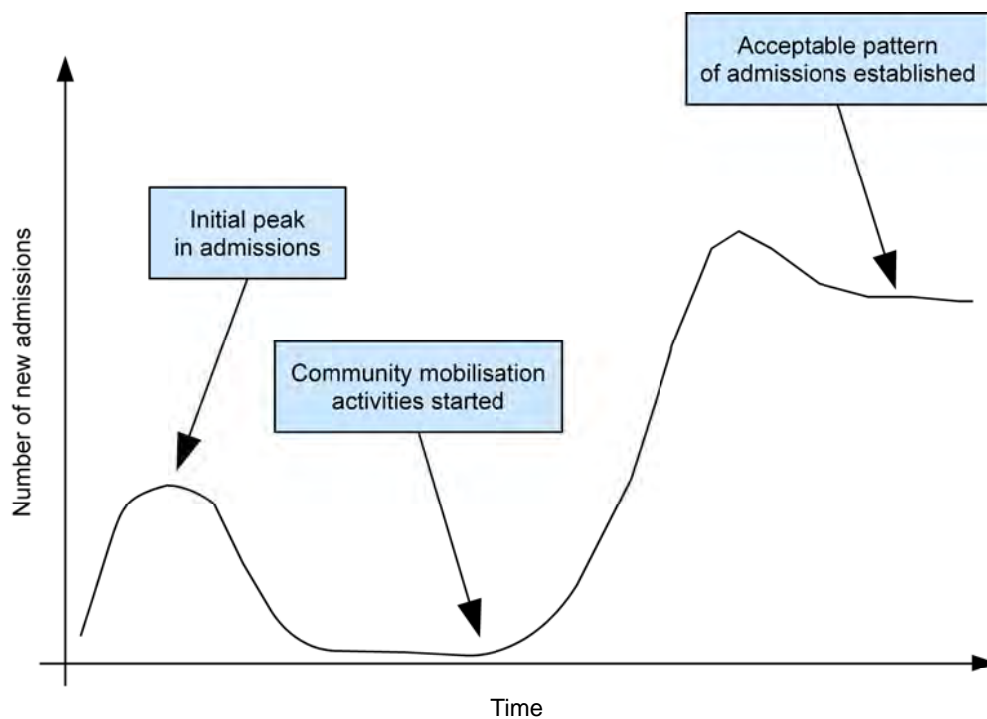 Acceptable pattern
of admissions established
Initial peak
in admissions
Community mobilisation
activities started
Number of new admissions
Time